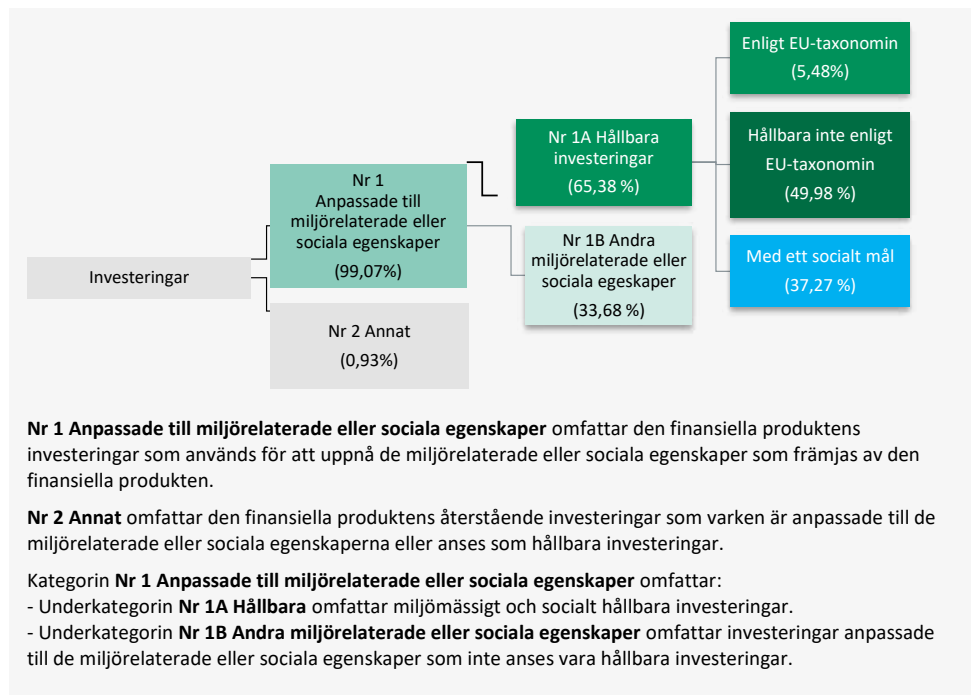 Investeringar
Nr 1
Anpassade till
miljörelaterade eller
sociala egenskaper
(99,07%)
Nr 2 Annat
(0,93%)
Nr 1A Hållbara
investeringar
(65,38 %)
Nr 1B Andra
miljörelaterade eller
sociala egeskaper
(33,68 %)
Enligt EU-taxonomin
(5,48%)
Hållbara inte enligt
EU-taxonomin
(49,98 %)
Med ett socialt mål
(37,27 %)
Nr 1 Anpassade till miljörelaterade eller sociala egenskaper omfattar den finansiella produktens
investeringar som används för att uppnå de miljörelaterade eller sociala egenskaper som främjas av den
finansiella produkten.
Nr 2 Annat omfattar den finansiella produktens återstående investeringar som varken är anpassade till de
miljörelaterade eller sociala egenskaperna eller anses som hållbara investeringar.
Kategorin Nr 1 Anpassade till miljörelaterade eller sociala egenskaper omfattar:
- Underkategorin Nr 1A Hållbara omfattar miljömässigt och socialt hållbara investeringar.
- Underkategorin Nr 1B Andra miljörelaterade eller sociala egenskaper omfattar investeringar anpassade
till de miljörelaterade eller sociala egenskaper som inte anses vara hållbara investeringar.